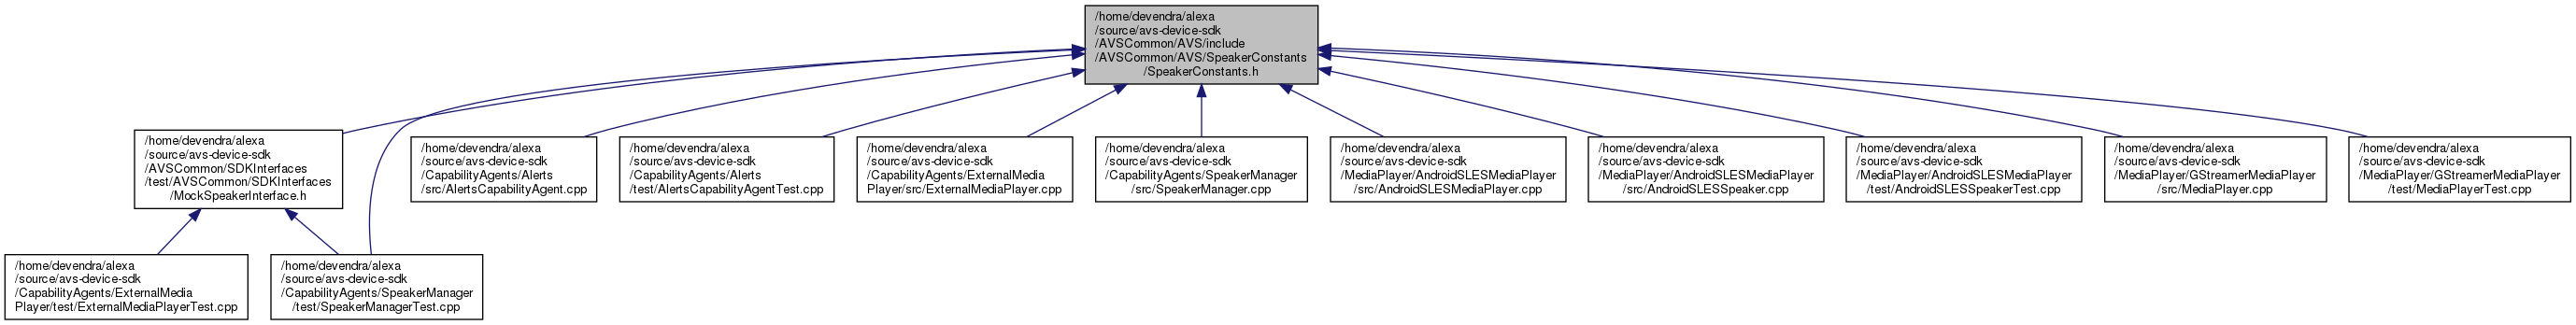 /home/devendra/alexa
/source/avs-device-sdk
/AVSCommon/AVS/include
/AVSCommon/AVS/SpeakerConstants
/SpeakerConstants.h
/home/devendra/alexa
/source/avs-device-sdk
/AVSCommon/SDKInterfaces
/test/AVSCommon/SDKInterfaces
/MockSpeakerInterface.h
/home/devendra/alexa
/source/avs-device-sdk
/CapabilityAgents/Alerts
/src/AlertsCapabilityAgent.cpp
/home/devendra/alexa
/source/avs-device-sdk
/CapabilityAgents/Alerts
/test/AlertsCapabilityAgentTest.cpp
/home/devendra/alexa
/source/avs-device-sdk
/CapabilityAgents/ExternalMedia
Player/src/ExternalMediaPlayer.cpp
/home/devendra/alexa
/source/avs-device-sdk
/CapabilityAgents/SpeakerManager
/src/SpeakerManager.cpp
/home/devendra/alexa
/source/avs-device-sdk
/MediaPlayer/AndroidSLESMediaPlayer
/src/AndroidSLESMediaPlayer.cpp
/home/devendra/alexa
/source/avs-device-sdk
/MediaPlayer/AndroidSLESMediaPlayer
/src/AndroidSLESSpeaker.cpp
/home/devendra/alexa
/source/avs-device-sdk
/MediaPlayer/AndroidSLESMediaPlayer
/test/AndroidSLESSpeakerTest.cpp
/home/devendra/alexa
/source/avs-device-sdk
/MediaPlayer/GStreamerMediaPlayer
/src/MediaPlayer.cpp
/home/devendra/alexa
/source/avs-device-sdk
/MediaPlayer/GStreamerMediaPlayer
/test/MediaPlayerTest.cpp
/home/devendra/alexa
/source/avs-device-sdk
/CapabilityAgents/ExternalMedia
Player/test/ExternalMediaPlayerTest.cpp
/home/devendra/alexa
/source/avs-device-sdk
/CapabilityAgents/SpeakerManager
/test/SpeakerManagerTest.cpp